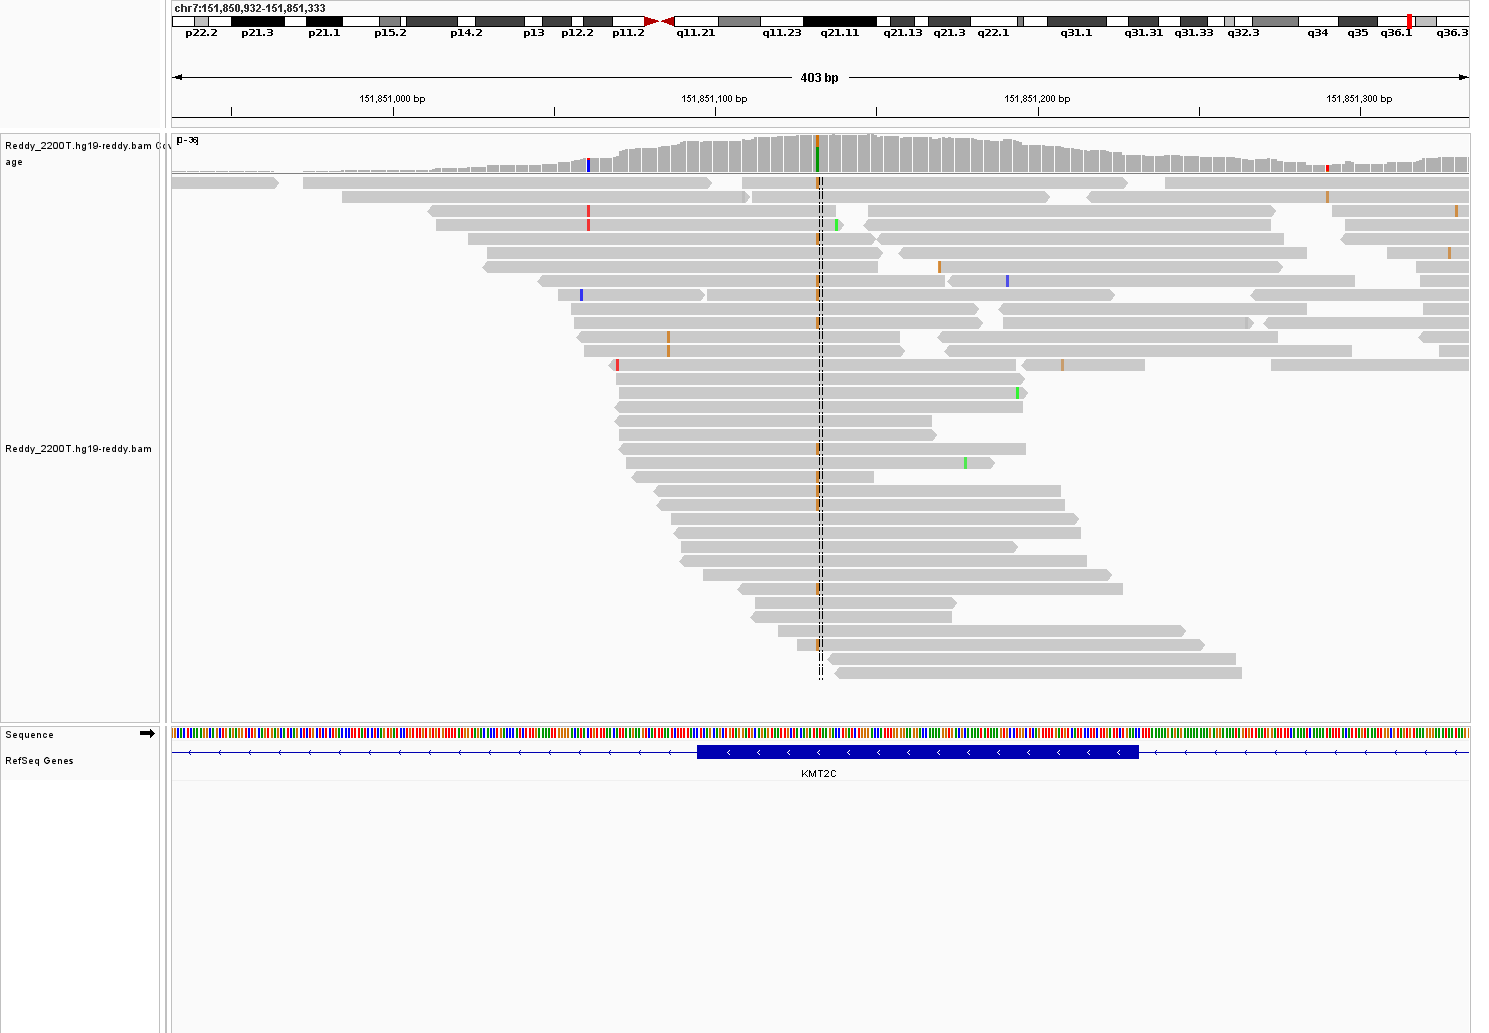 chr7:151,850,932-151,851,333
p22.2 p21.3 p21.1 p15.2 p14.2 p13 p12.2 p11.2 q11.21 q11.23 q21.11 q21.13 q21.3 q22.1 q31.1 q31.31 q31.33 q32.3 q34 q35 q36.1 q36.3
403 bp
151,851,000 bp 151,851,100 bp 151,851,200 bp 151,851,300 bp
[0-36]
Reddy_2200T.hg19-reddy.bam Cov
age
Reddy_2200T.hg19-reddy.bam
Sequence
RefSeq Genes
KMT2C